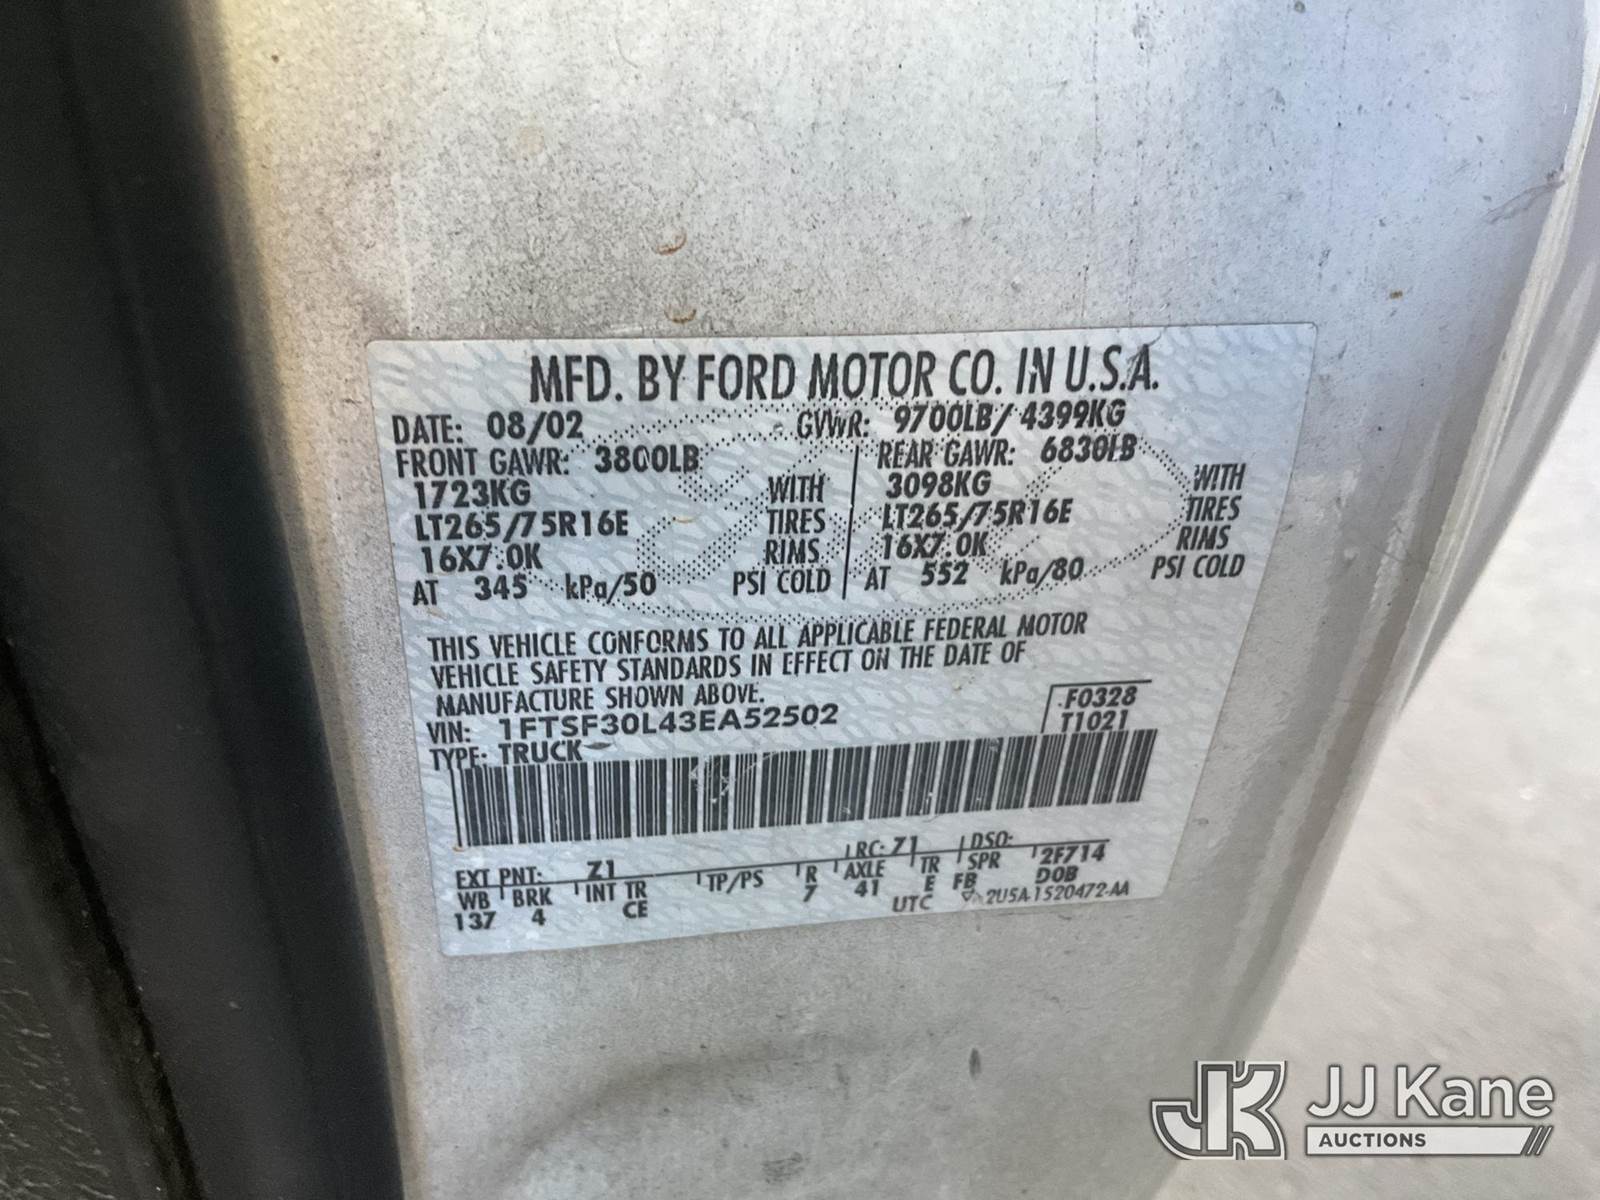 MFD. BY FORD MOTOR CO. IN U.S.A.
DATE: 08/02 GVWR: 9700LB/ 4399KG
FRONT GAWR: 3800LB REAR GAWR: 6830LB
1723KG WITH 3098KG WITH
LT265/75R16E TIRES LT265/75R16E TIRES
16X7.0K RIMS 16X7.0K RIMS
AT 345 kPa/50 PSI COLD AT 552 kPa/80 PSI COLD
THIS VEHICLE CONFORMS TO ALL APPLICABLE FEDERAL MOTOR
VEHICLE SAFETY STANDARDS IN EFFECT ON THE DATE OF
MANUFACTURE SHOWN ABOVE.
F0328
VIN: 1FTSF30L43EA52502
T1021
TYPE: TRUCK
EXT PNT: Z1 RC: Z1 DSO: 2F714
WB BRK INT TR TP/PS R AXLE TR SPR D0B
137 4 CE 7 41 E FB
UTC 2U5A-1520472-AA
JK JJ Kane
AUCTIONS